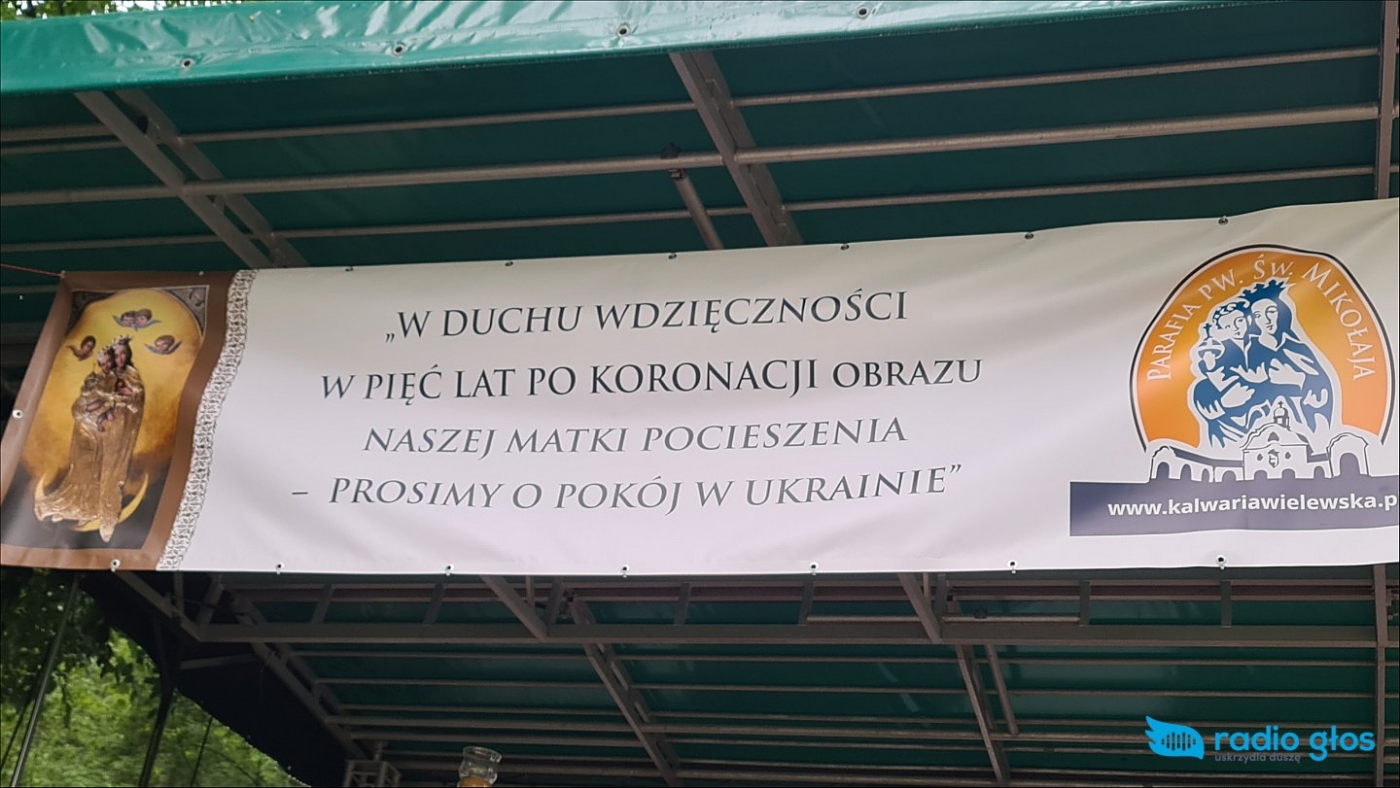 „W DUCHU WDZIĘCZNOŚCI
W PIĘĆ LAT PO KORONACJI OBRAZU
NASZEJ MATKI POCIESZENIA
– PROSIMY O POKÓJ W UKRAINIE”
PARAFIA PW. ŚW. MIKOŁAJA
www.kalwariawielewska.p
radio głos
uskrzydla duszę